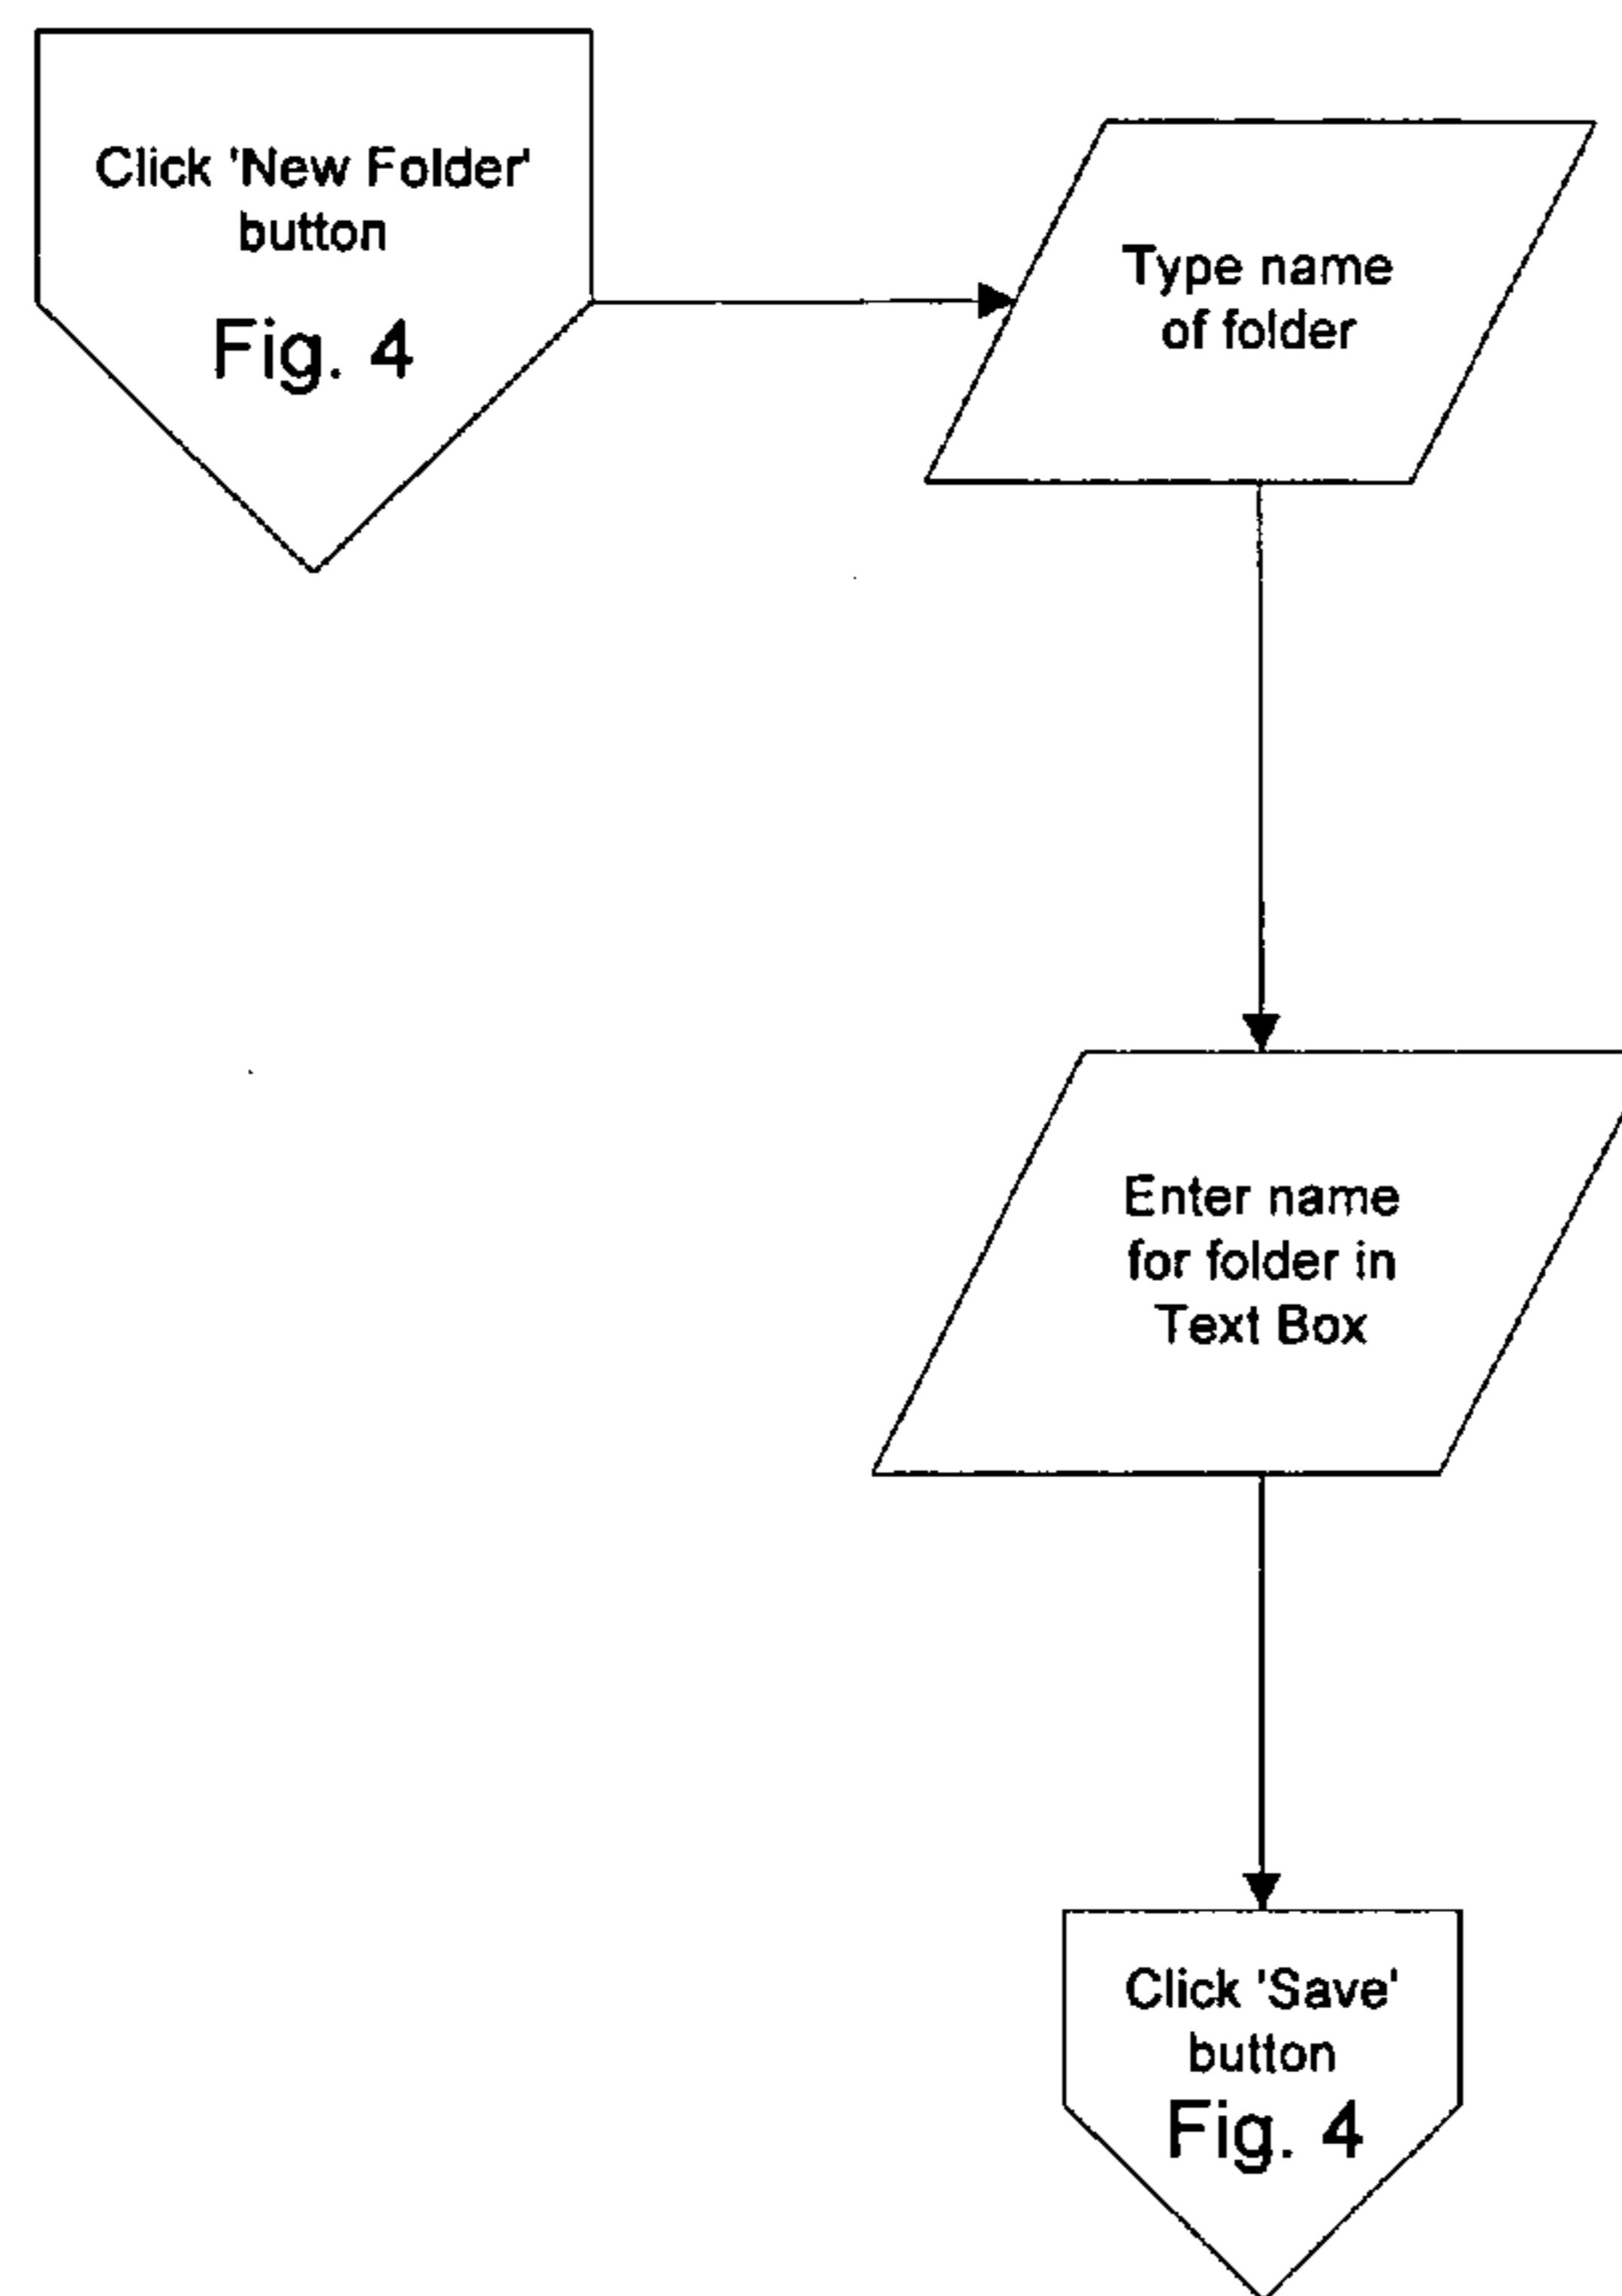 Click 'New Folder'
button
Fig. 4
Type name
of folder
Enter name
for folder in
Text Box
Click 'Save'
button
Fig. 4